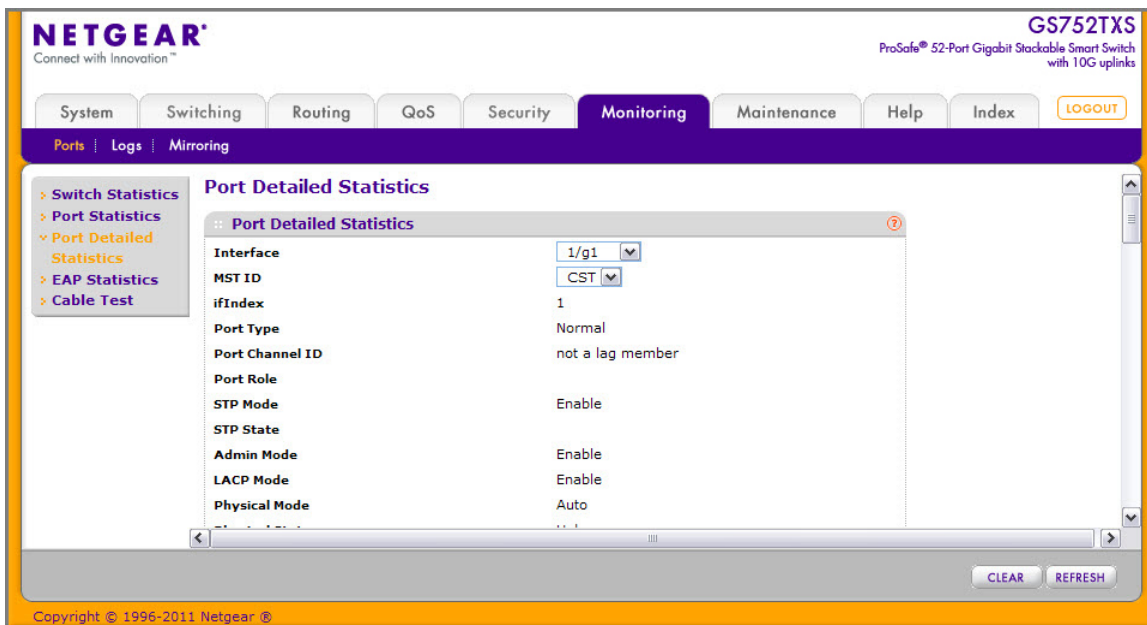 NETGEAR®
Connect with Innovation™
GS752TXS
ProSafe® 52-Port Gigabit Stackable Smart Switch
with 10G uplinks
System Switching Routing QoS Security Monitoring Maintenance Help Index LOGOUT
Ports | Logs | Mirroring
Switch Statistics
Port Statistics
Port Detailed
Statistics
EAP Statistics
Cable Test
Port Detailed Statistics
Port Detailed Statistics ?
Interface 1/g1
MST ID CST
ifIndex 1
Port Type Normal
Port Channel ID not a lag member
Port Role
STP Mode Enable
STP State
Admin Mode Enable
LACP Mode Enable
Physical Mode Auto
CLEAR REFRESH
Copyright © 1996-2011 Netgear ®